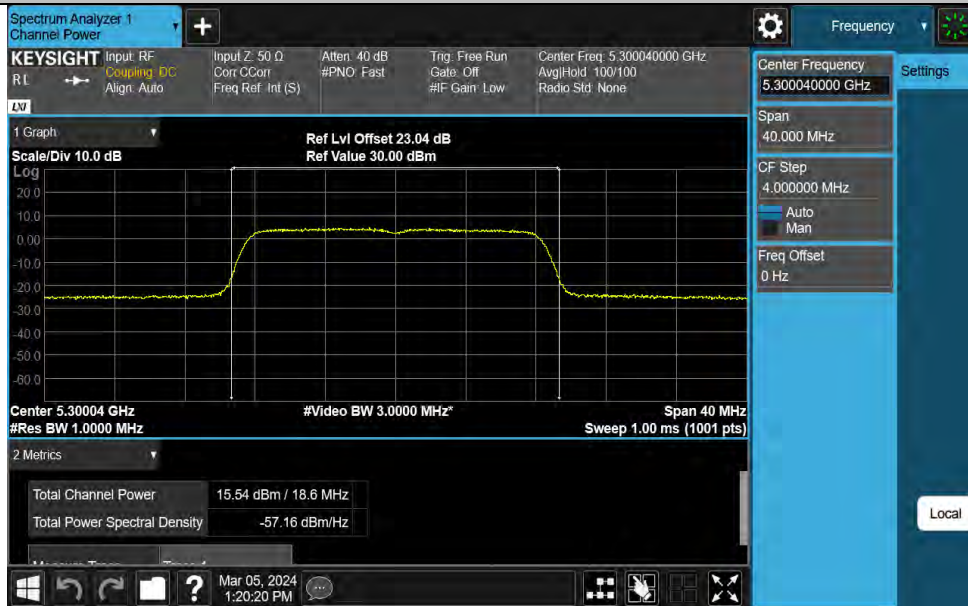 Spectrum Analyzer 1
Channel Power
+
Frequency
KEYSIGHT
Input: RF
Coupling: DC
Align: Auto
Input Z: 50 Ω
Corr CCorr
Freq Ref: Int (S)
Atten: 40 dB
#PNO: Fast
Trig: Free Run
Gate: Off
#IF Gain: Low
Center Freq: 5.300040000 GHz
Avg|Hold: 100/100
Radio Std: None
LXI
Center Frequency
5.300040000 GHz
Settings
Span
40.000 MHz
CF Step
4.000000 MHz
Auto
Man
Freq Offset
0 Hz
1 Graph
Scale/Div 10.0 dB
Ref Lvl Offset 23.04 dB
Ref Value 30.00 dBm
Log
20.0
10.0
0.00
-10.0
-20.0
-30.0
-40.0
-50.0
-60.0
Center 5.30004 GHz
#Video BW 3.0000 MHz*
Span 40 MHz
#Res BW 1.0000 MHz
Sweep 1.00 ms (1001 pts)
2 Metrics
Total Channel Power 15.54 dBm / 18.6 MHz
Total Power Spectral Density -57.16 dBm/Hz
Local
?
Mar 05, 2024
1:20:20 PM